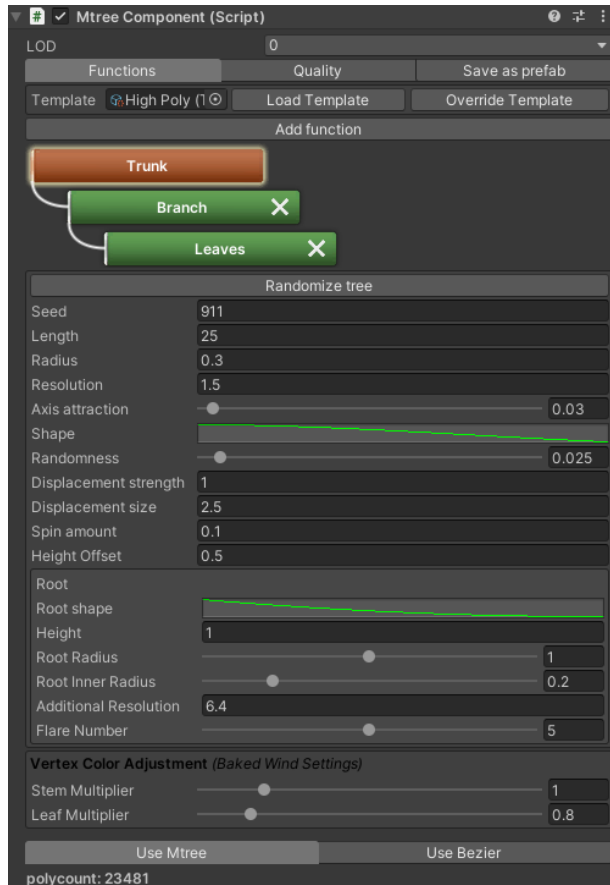 Mtree Component (Script)
LOD 0
Functions Quality Save as prefab
Template High Poly (T Load Template Override Template
Add function
Trunk
Branch
Leaves
Randomize tree
Seed 911
Length 25
Radius 0.3
Resolution 1.5
Axis attraction 0.03
Shape
Randomness 0.025
Displacement strength 1
Displacement size 2.5
Spin amount 0.1
Height Offset 0.5
Root
Root shape
Height 1
Root Radius 1
Root Inner Radius 0.2
Additional Resolution 6.4
Flare Number 5
Vertex Color Adjustment (Baked Wind Settings)
Stem Multiplier 1
Leaf Multiplier 0.8
Use Mtree Use Bezier
polycount: 23481